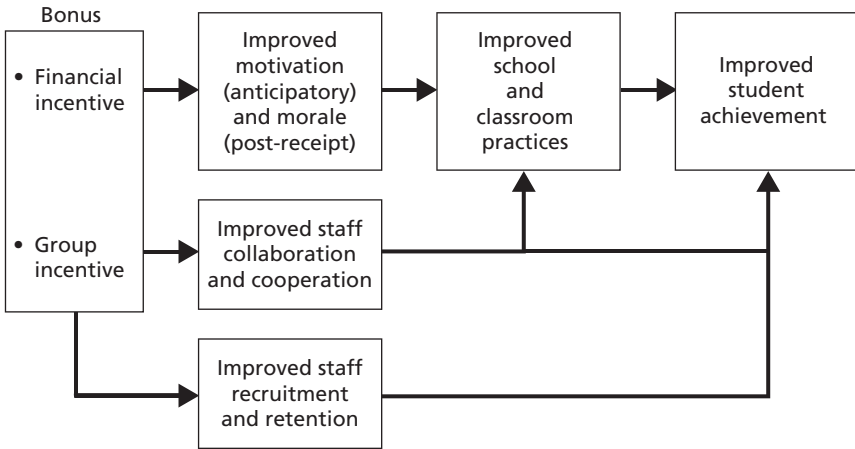 Bonus
• Financial
incentive
• Group
incentive
Improved
motivation
(anticipatory)
and morale
(post-receipt)
Improved
school
and
classroom
practices
Improved
student
achievement
Improved staff
collaboration
and cooperation
Improved staff
recruitment
and retention